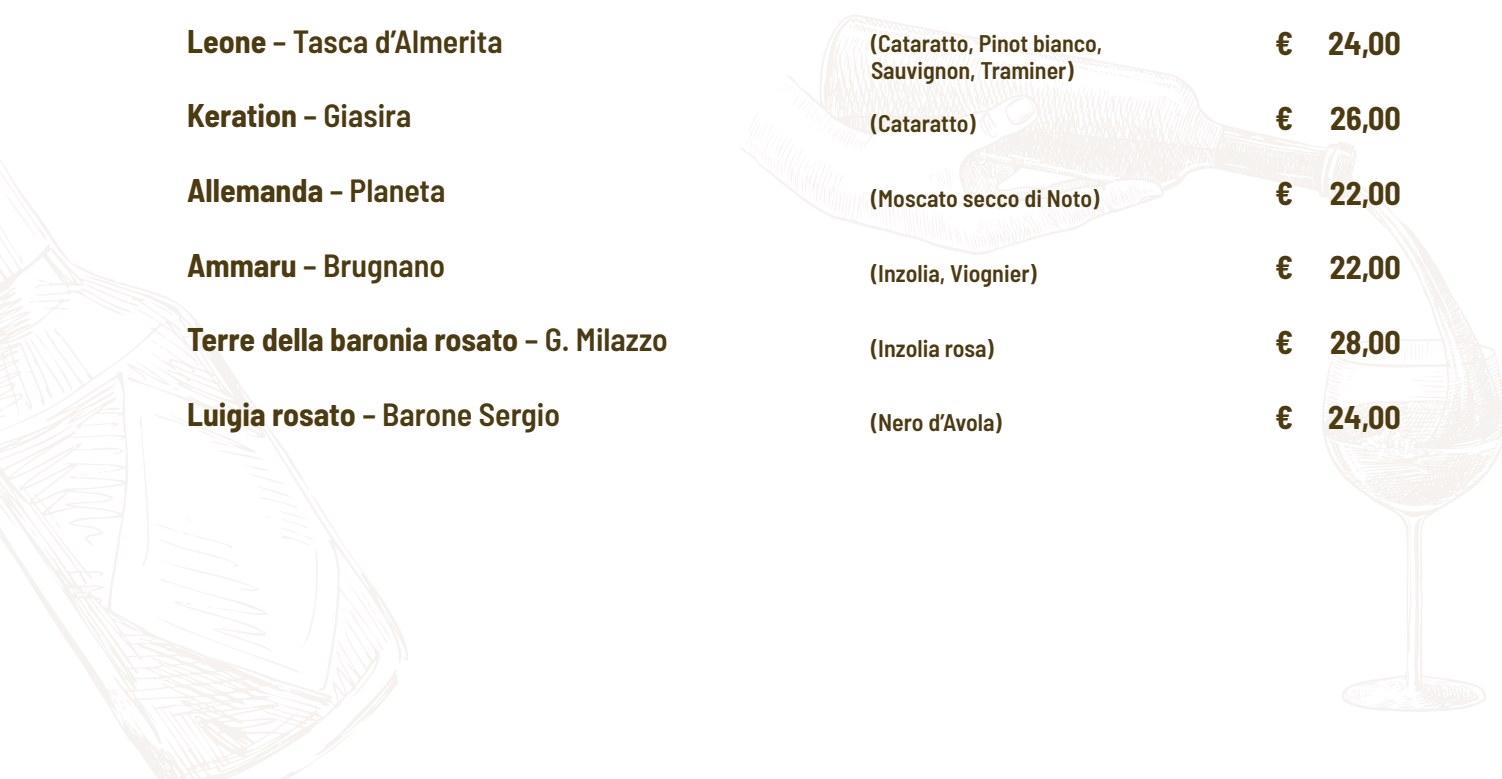 Leone – Tasca d’Almerita (Cataratto, Pinot bianco, € 24,00
Sauvignon, Traminer)
Keration – Giasira (Cataratto) € 26,00
Allemanda – Planeta (Moscato secco di Noto) € 22,00
Ammaru – Brugnano (Inzolia, Viognier) € 22,00
Terre della baronia rosato – G. Milazzo (Inzolia rosa) € 28,00
Luigia rosato – Barone Sergio (Nero d’Avola) € 24,00